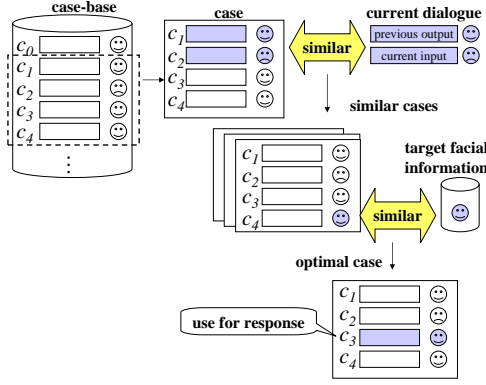 case-base
c0
c1
c2
c3
c4
⋮
case
c1
c2
c3
c4
similar
current dialogue
previous output
current input
similar cases
c1
c2
c3
c4
similar
target facial
information
optimal case
c1
c2
c3
c4
use for response